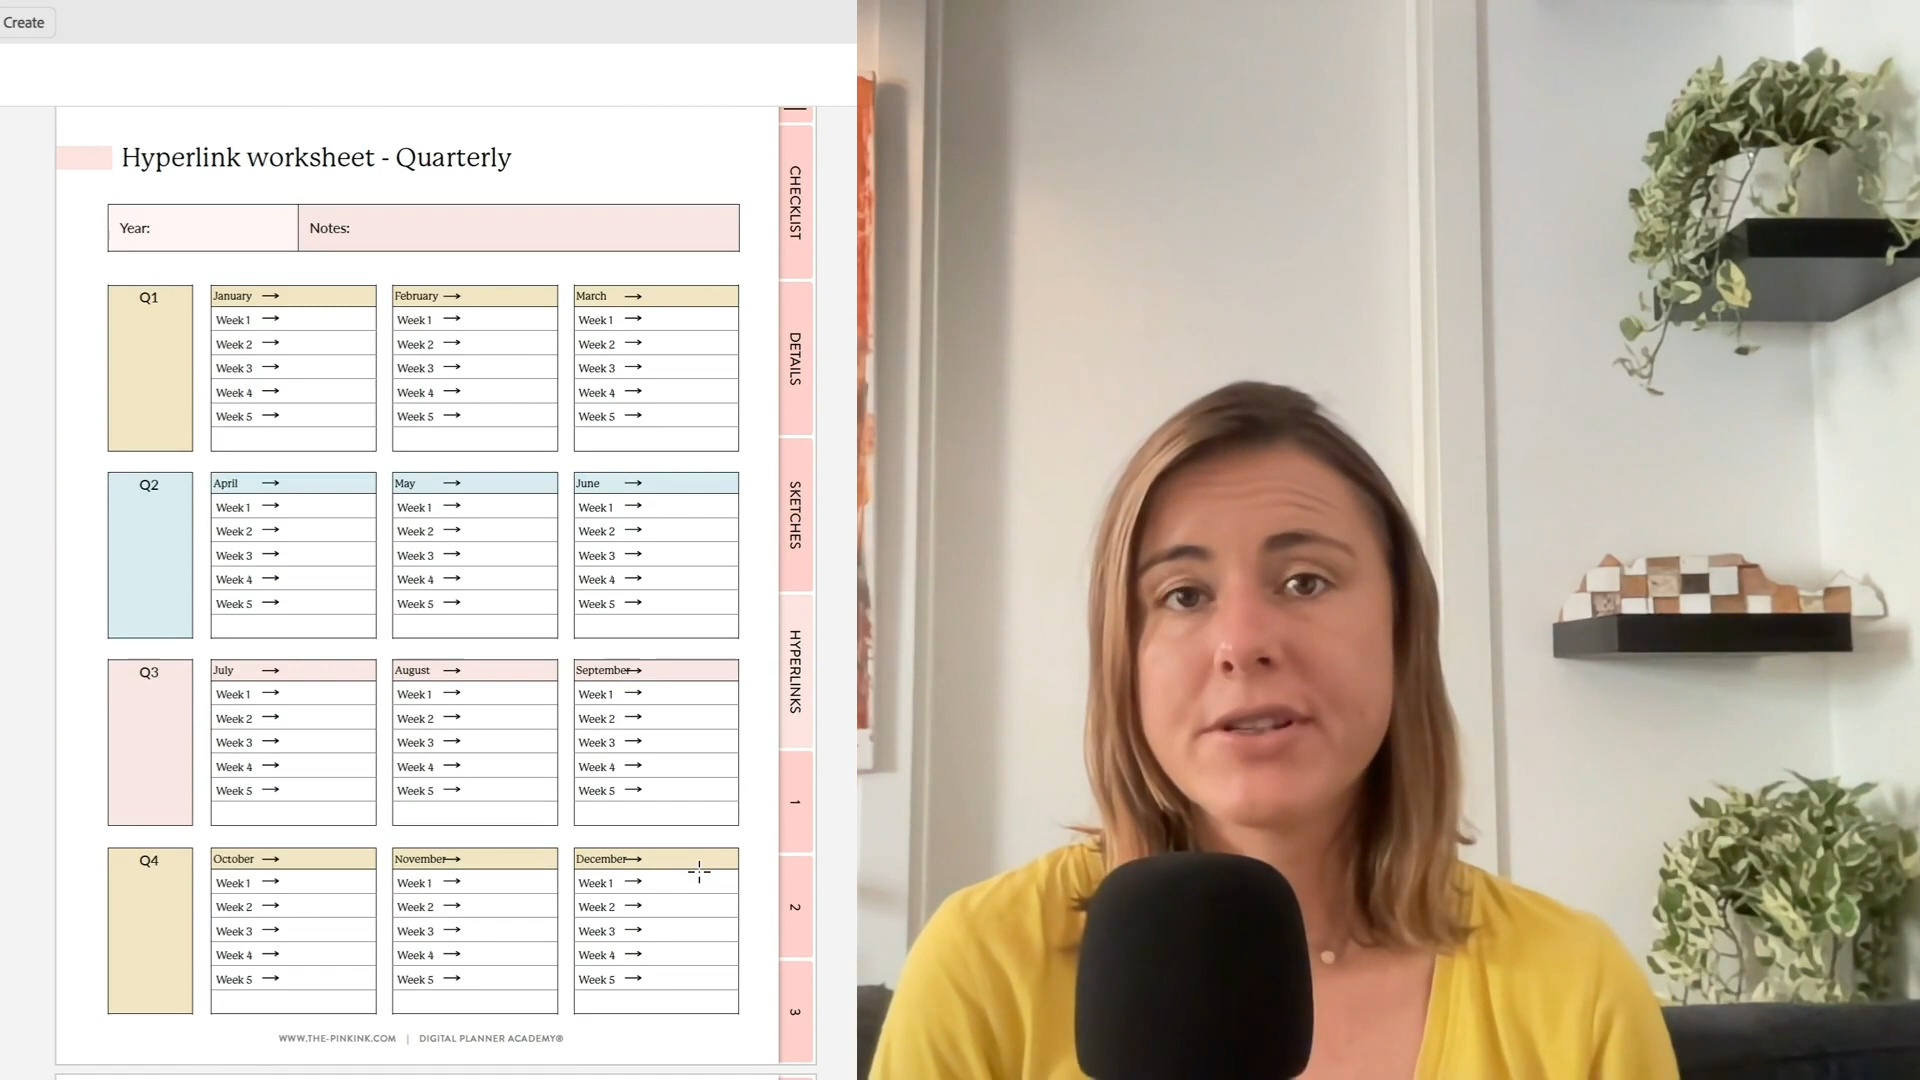 Create
Hyperlink worksheet - Quarterly
Year:
Notes:
Q1
January →
February →
March →
Week 1 →
Week 1 →
Week 1 →
Week 2 →
Week 2 →
Week 2 →
Week 3 →
Week 3 →
Week 3 →
Week 4 →
Week 4 →
Week 4 →
Week 5 →
Week 5 →
Week 5 →
Q2
April →
May →
June →
Week 1 →
Week 1 →
Week 1 →
Week 2 →
Week 2 →
Week 2 →
Week 3 →
Week 3 →
Week 3 →
Week 4 →
Week 4 →
Week 4 →
Week 5 →
Week 5 →
Week 5 →
Q3
July →
August →
September →
Week 1 →
Week 1 →
Week 1 →
Week 2 →
Week 2 →
Week 2 →
Week 3 →
Week 3 →
Week 3 →
Week 4 →
Week 4 →
Week 4 →
Week 5 →
Week 5 →
Week 5 →
Q4
October →
November →
December →
Week 1 →
Week 1 →
Week 1 →
Week 2 →
Week 2 →
Week 2 →
Week 3 →
Week 3 →
Week 3 →
Week 4 →
Week 4 →
Week 4 →
Week 5 →
Week 5 →
Week 5 →
WWW.THE-PINKINK.COM | DIGITAL PLANNER ACADEMY®
CHECKLIST
DETAILS
SKETCHES
HYPERLINKS
1
2
3